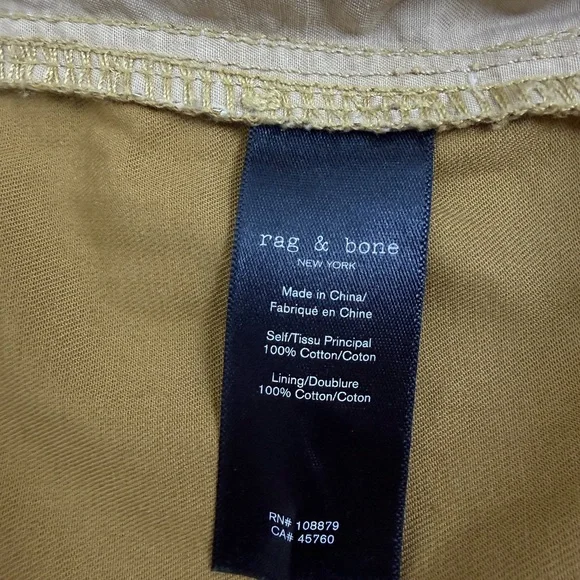 rag & bone
NEW YORK
Made in China/
Fabriqué en Chine
Self/Tissu Principal
100% Cotton/Coton
Lining/Doublure
100% Cotton/Coton
RN# 108879
CA# 45760